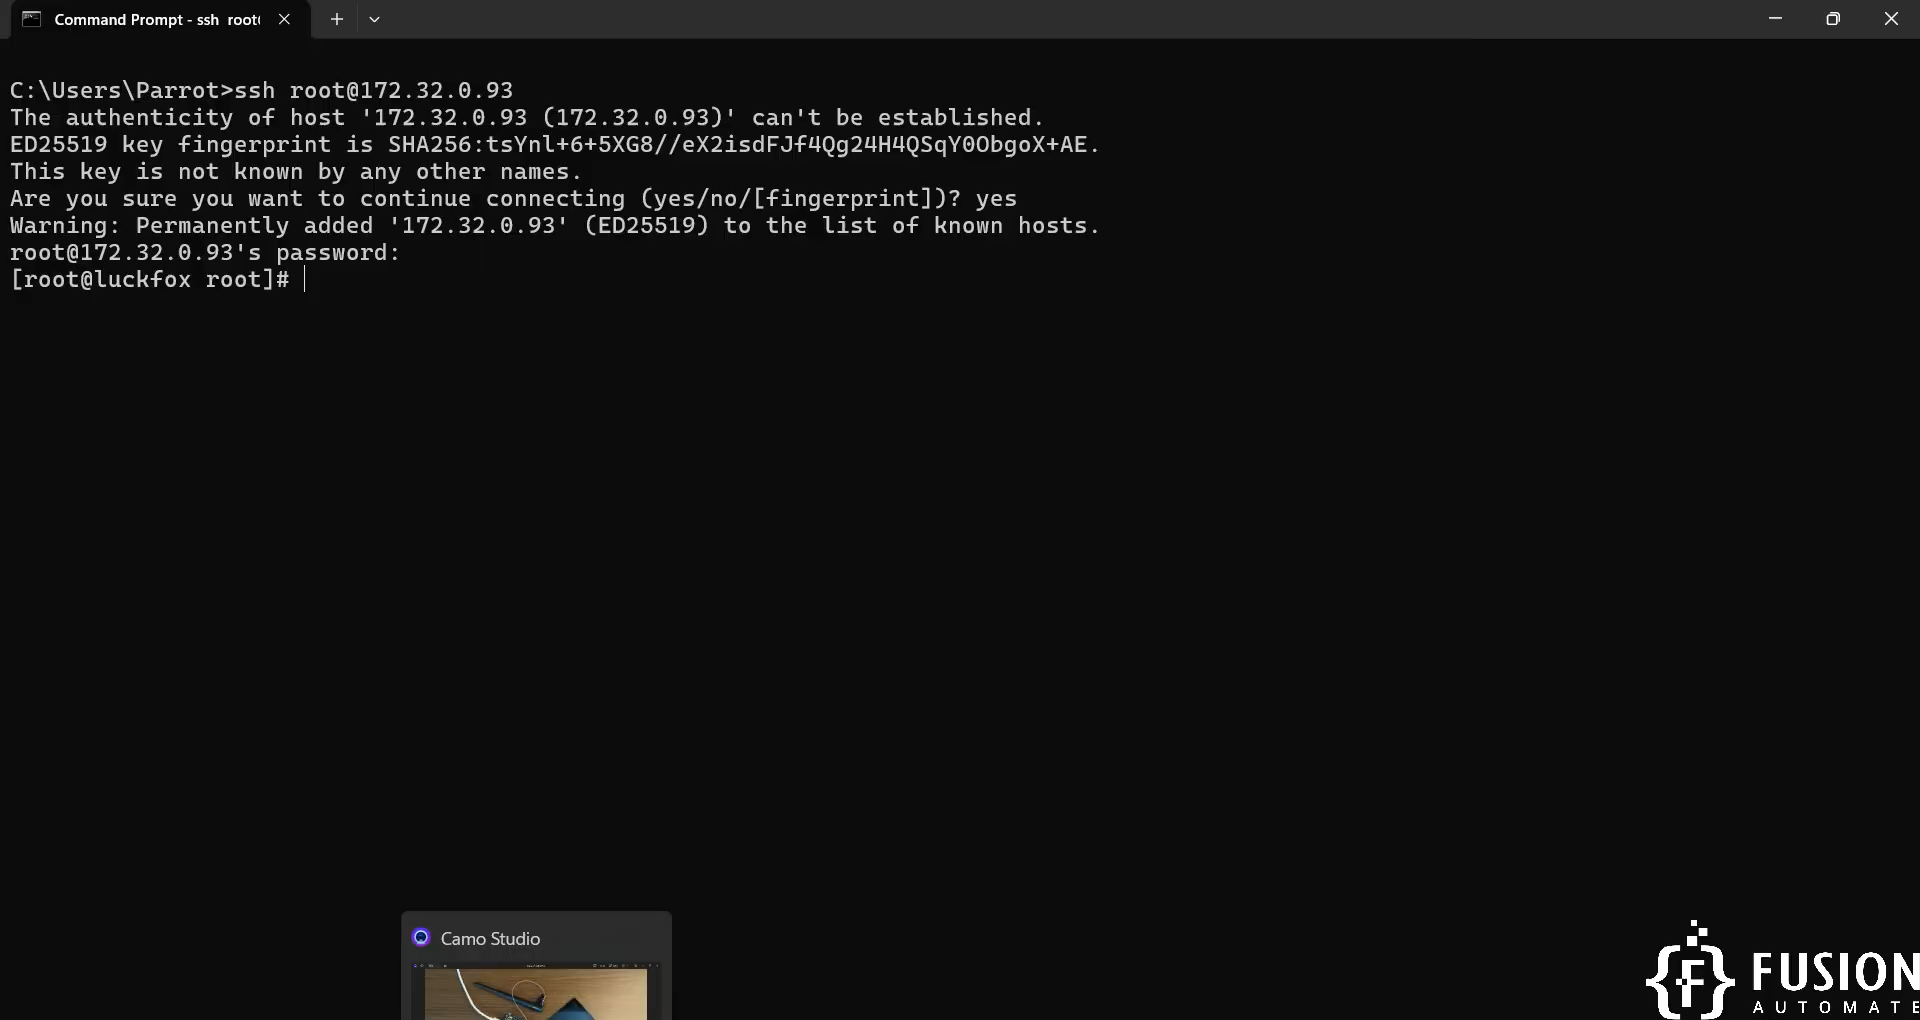 Command Prompt - ssh root
C:\Users\Parrot>ssh root@172.32.0.93
The authenticity of host '172.32.0.93 (172.32.0.93)' can't be established.
ED25519 key fingerprint is SHA256:tsYnl+6+5XG8//eX2isdFJf4Qg24H4QSqY0ObgoX+AE.
This key is not known by any other names.
Are you sure you want to continue connecting (yes/no/[fingerprint])? yes
Warning: Permanently added '172.32.0.93' (ED25519) to the list of known hosts.
root@172.32.0.93's password:
[root@luckfox root]#
Camo Studio
FUSION
AUTOMATE